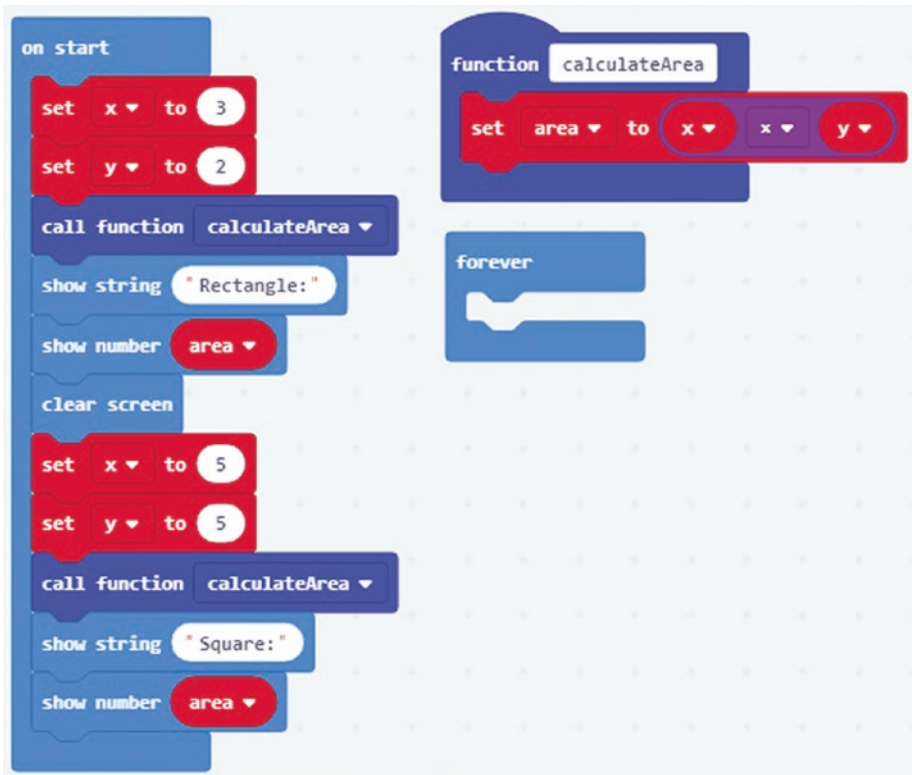 on start
set x to 3
set y to 2
call function calculateArea
show string "Rectangle:"
show number area
clear screen
set x to 5
set y to 5
call function calculateArea
show string "Square:"
show number area
function calculateArea
set area to x x y
forever